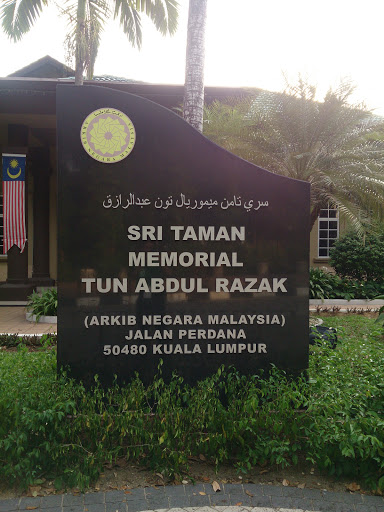 سري تامن ميموريال تون عبدالرازق
SRI TAMAN
MEMORIAL
TUN ABDUL RAZAK
(ARKIB NEGARA MALAYSIA)
JALAN PERDANA
50480 KUALA LUMPUR